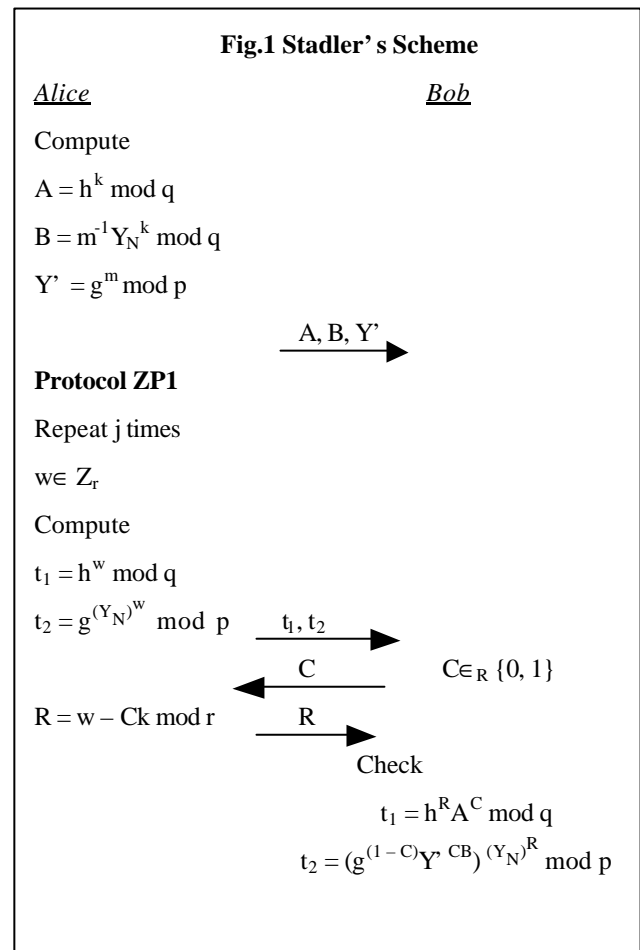 Fig.1 Stadler's Scheme
Alice Bob
Compute
A = h^k mod q
B = m^-1 Y_N^k mod q
Y' = g^m mod p
A, B, Y'
Protocol ZP1
Repeat j times
w∈ Z_r
Compute
t_1 = h^w mod q
t_2 = g^(Y_N)^w mod p t_1, t_2
C C∈_R {0, 1}
R = w – Ck mod r R
Check
t_1 = h^R A^C mod q
t_2 = (g^(1 – C) Y'^CB)^(Y_N)^R mod p